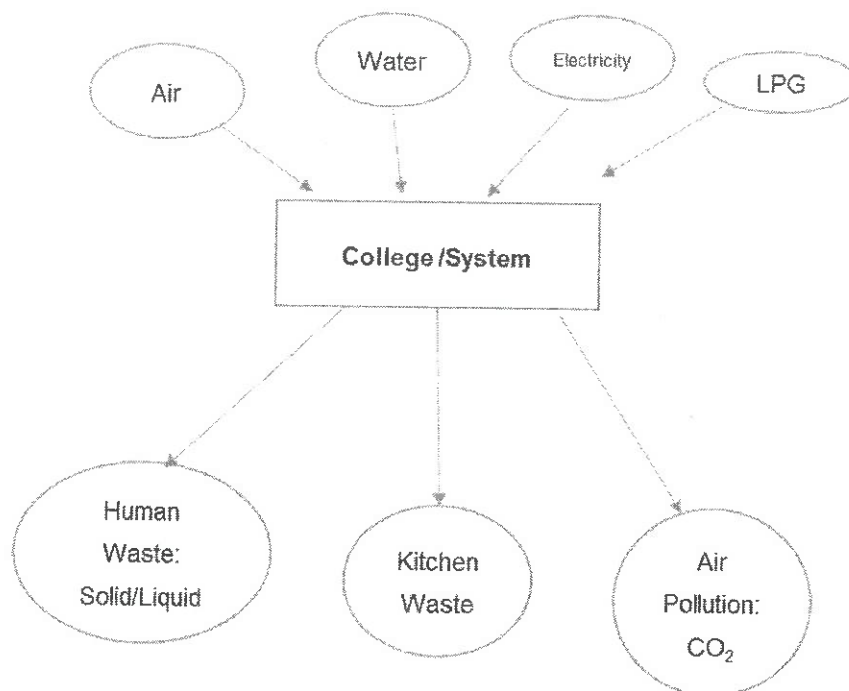 Air
Water
Electricity
LPG
College/System
Human
Waste:
Solid/Liquid
Kitchen
Waste
Air
Pollution:
CO₂